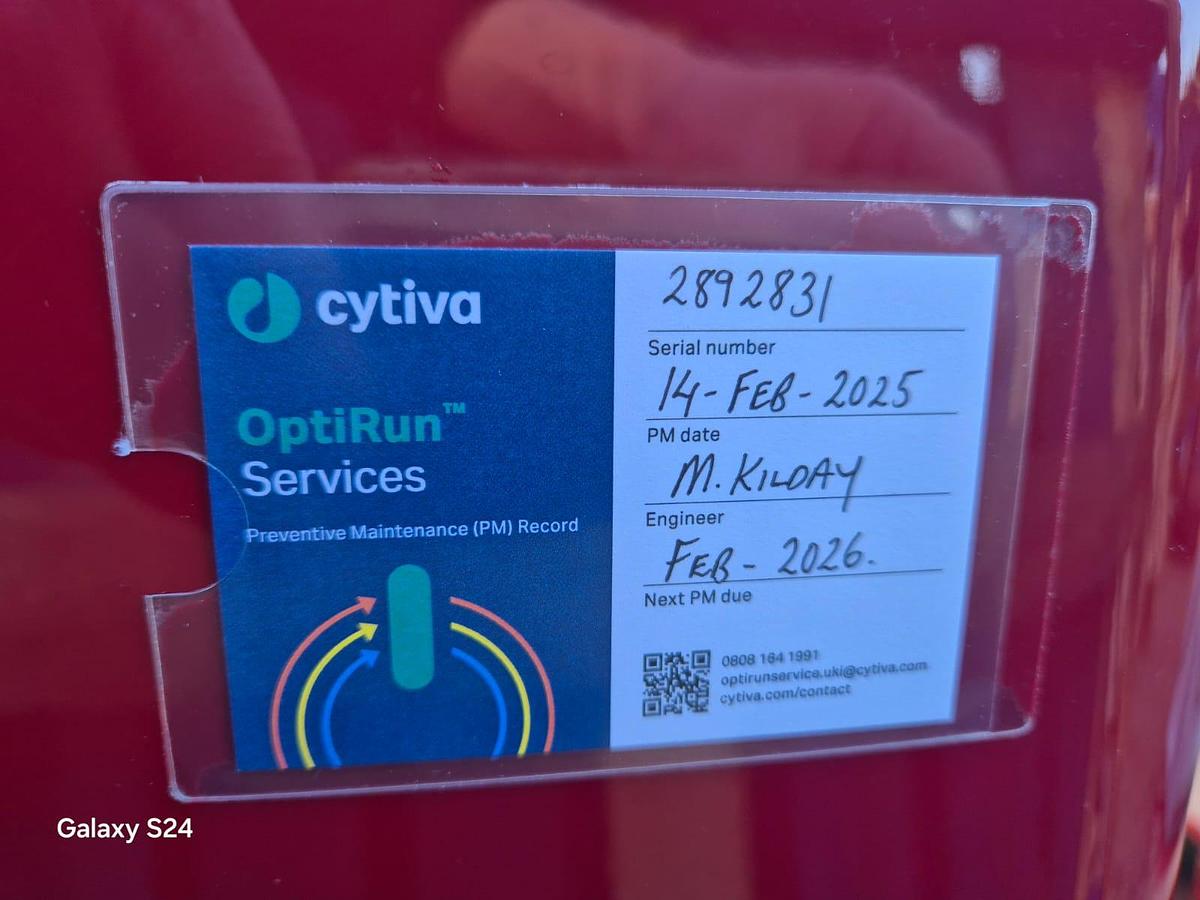 cytiva
OptiRun™
Services
Preventive Maintenance (PM) Record
2892831
Serial number
14-FEB-2025
PM date
M. KILDAY
Engineer
FEB - 2026.
Next PM due
0808 164 1991
optirunservice.uki@cytiva.com
cytiva.com/contact
Galaxy S24